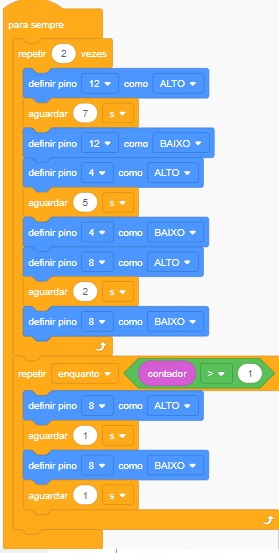 para sempre
repetir 2 vezes
definir pino 12 como ALTO
aguardar 7 s
definir pino 12 como BAIXO
definir pino 4 como ALTO
aguardar 5 s
definir pino 4 como BAIXO
definir pino 8 como ALTO
aguardar 2 s
definir pino 8 como BAIXO
repetir enquanto contador > 1
definir pino 8 como ALTO
aguardar 1 s
definir pino 8 como BAIXO
aguardar 1 s